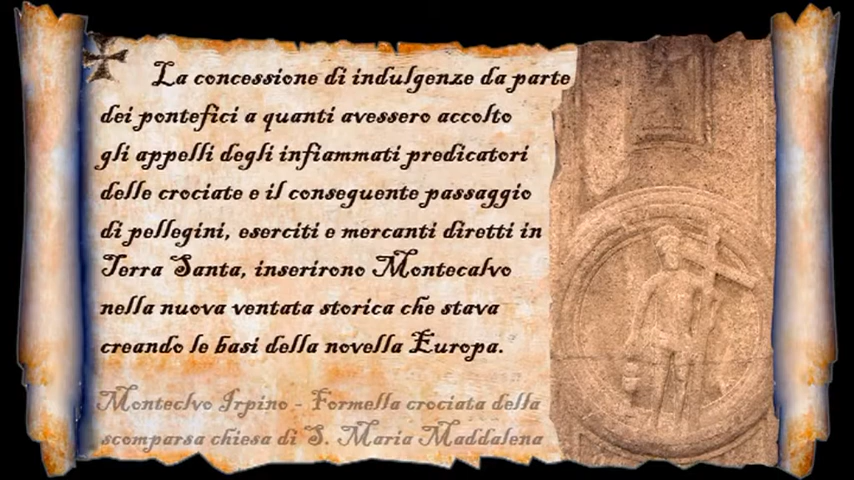 La concessione di indulgenze da parte
dei pontefici a quanti avessero accolto
gli appelli degli infiammati predicatori
delle crociate e il conseguente passaggio
di pellegini, eserciti e mercanti diretti in
Terra Santa, inserirono Montecalvo
nella nuova ventata storica che stava
creando le basi della novella Europa.
Monteclvo Irpino - Formella crociata della
scomparsa chiesa di S. Maria Maddalena